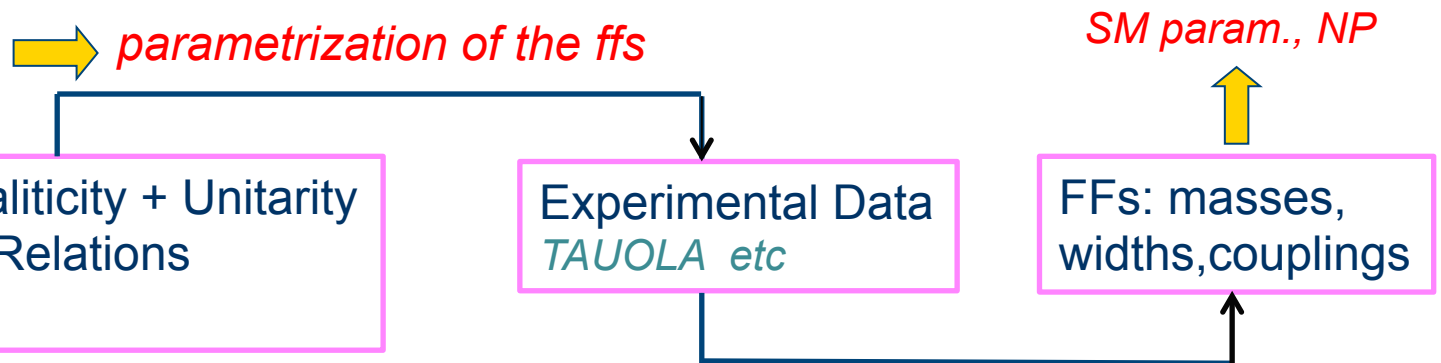 parametrization of the ffs
SM param., NP
aliticity + Unitarity
Relations
Experimental Data
TAUOLA etc
FFs: masses,
widths,couplings